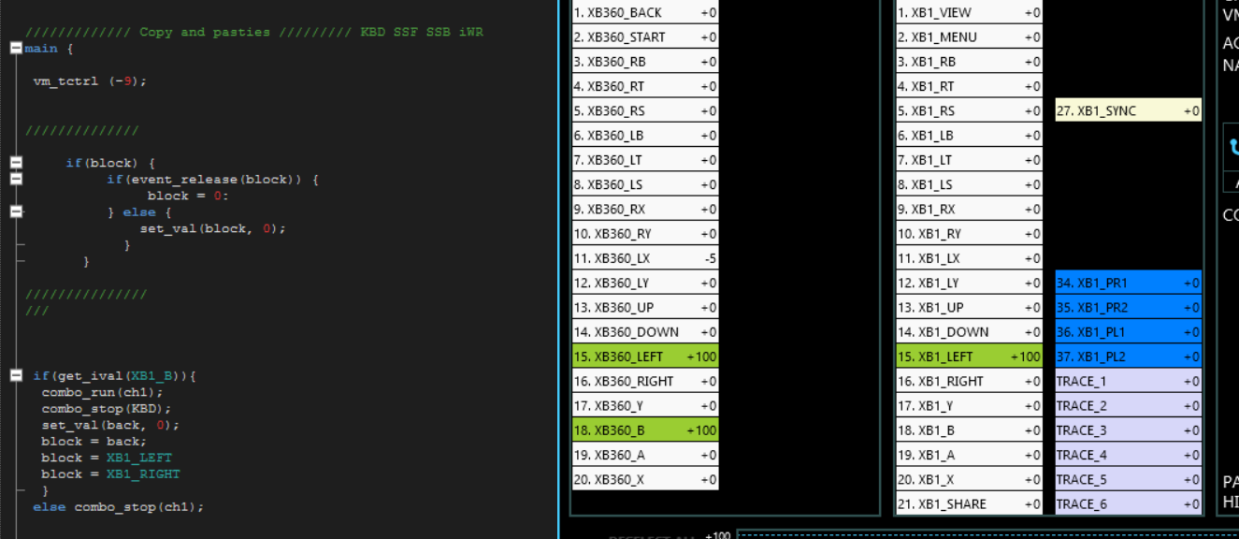 ///////////// Copy and pasties ///////// KBD SSF SSB iWR
main {
vm_tctrl (-9);
//////////////
if(block) {
if(event_release(block)) {
block = 0:
} else {
set_val(block, 0);
}
}
///////////////
///
if(get_ival(XB1_B)){
combo_run(ch1);
combo_stop(KBD);
set_val(back, 0);
block = back;
block = XB1_LEFT
block = XB1_RIGHT
}
else combo_stop(ch1);
1. XB360_BACK +0
2. XB360_START +0
3. XB360_RB +0
4. XB360_RT +0
5. XB360_RS +0
6. XB360_LB +0
7. XB360_LT +0
8. XB360_LS +0
9. XB360_RX +0
10. XB360_RY +0
11. XB360_LX -5
12. XB360_LY +0
13. XB360_UP +0
14. XB360_DOWN +0
15. XB360_LEFT +100
16. XB360_RIGHT +0
17. XB360_Y +0
18. XB360_B +100
19. XB360_A +0
20. XB360_X +0
1. XB1_VIEW +0
2. XB1_MENU +0
3. XB1_RB +0
4. XB1_RT +0
5. XB1_RS +0
6. XB1_LB +0
7. XB1_LT +0
8. XB1_LS +0
9. XB1_RX +0
10. XB1_RY +0
11. XB1_LX +0
12. XB1_LY +0
13. XB1_UP +0
14. XB1_DOWN +0
15. XB1_LEFT +100
16. XB1_RIGHT +0
17. XB1_Y +0
18. XB1_B +0
19. XB1_A +0
20. XB1_X +0
21. XB1_SHARE +0
27. XB1_SYNC +0
34. XB1_PR1 +0
35. XB1_PR2 +0
36. XB1_PL1 +0
37. XB1_PL2 +0
TRACE_1 +0
TRACE_2 +0
TRACE_3 +0
TRACE_4 +0
TRACE_5 +0
TRACE_6 +0
VM
AC
NA
CO
PA
HI
+100